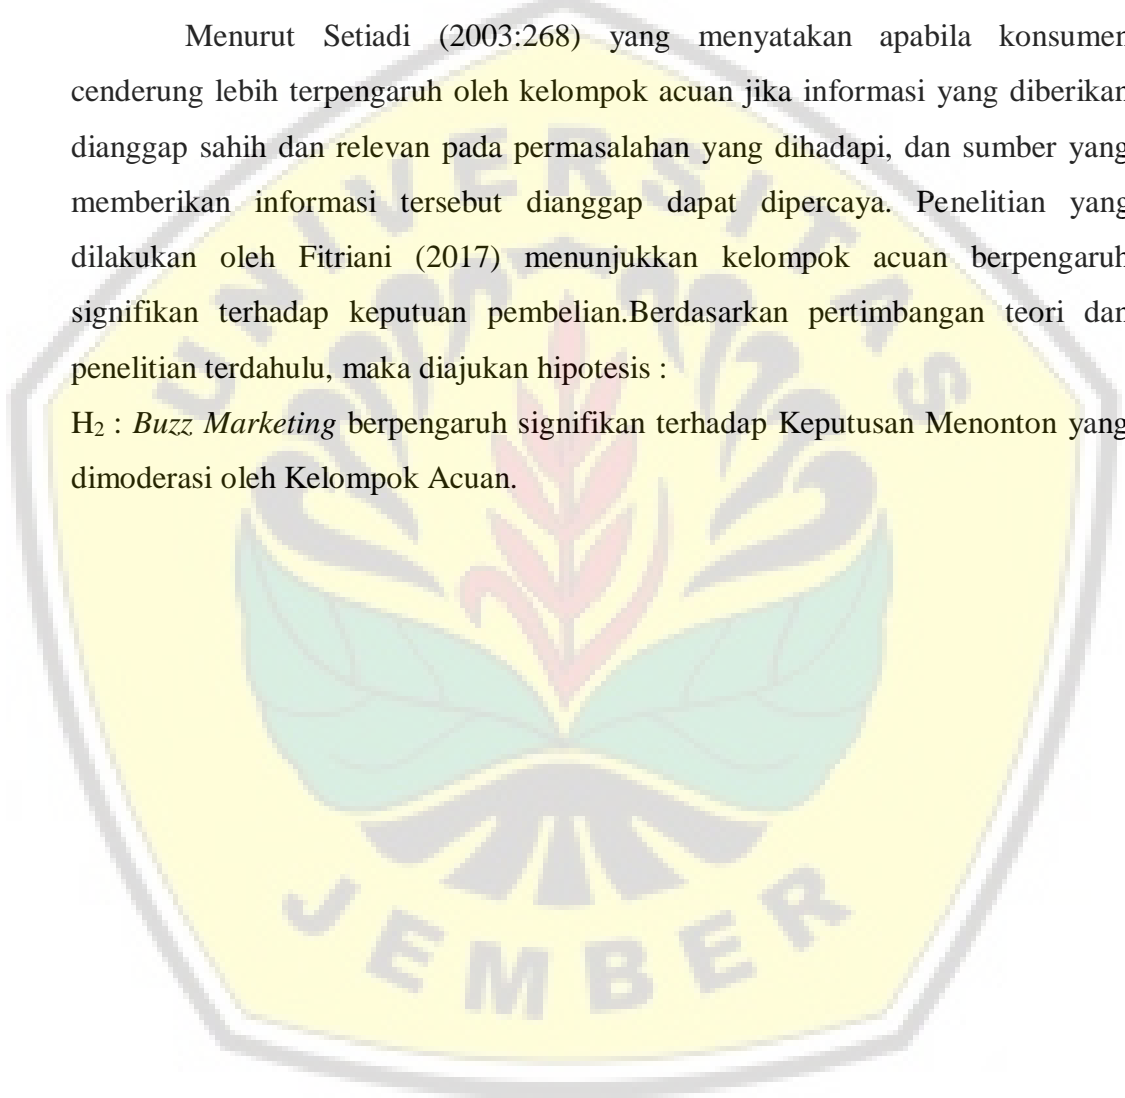 Menurut Setiadi (2003:268) yang menyatakan apabila konsumen
cenderung lebih terpengaruh oleh kelompok acuan jika informasi yang diberikan
dianggap sahih dan relevan pada permasalahan yang dihadapi, dan sumber yang
memberikan informasi tersebut dianggap dapat dipercaya. Penelitian yang
dilakukan oleh Fitriani (2017) menunjukkan kelompok acuan berpengaruh
signifikan terhadap keputuan pembelian.Berdasarkan pertimbangan teori dan
penelitian terdahulu, maka diajukan hipotesis :
H₂ : Buzz Marketing berpengaruh signifikan terhadap Keputusan Menonton yang
dimoderasi oleh Kelompok Acuan.
UNIVERSITAS
JEMBER